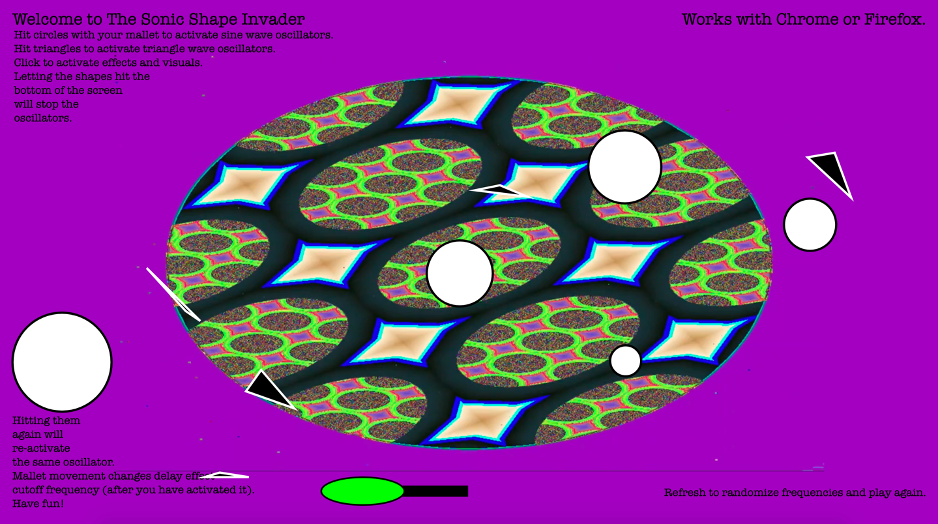 Welcome to The Sonic Shape Invader
Works with Chrome or Firefox.
Hit circles with your mallet to activate sine wave oscillators.
Hit triangles to activate triangle wave oscillators.
Click to activate effects and visuals.
Letting the shapes hit the
bottom of the screen
will stop the
oscillators.
Hitting them
again will
re-activate
the same oscillator.
Mallet movement changes delay effect
cutoff frequency (after you have activated it).
Have fun!
Refresh to randomize frequencies and play again.